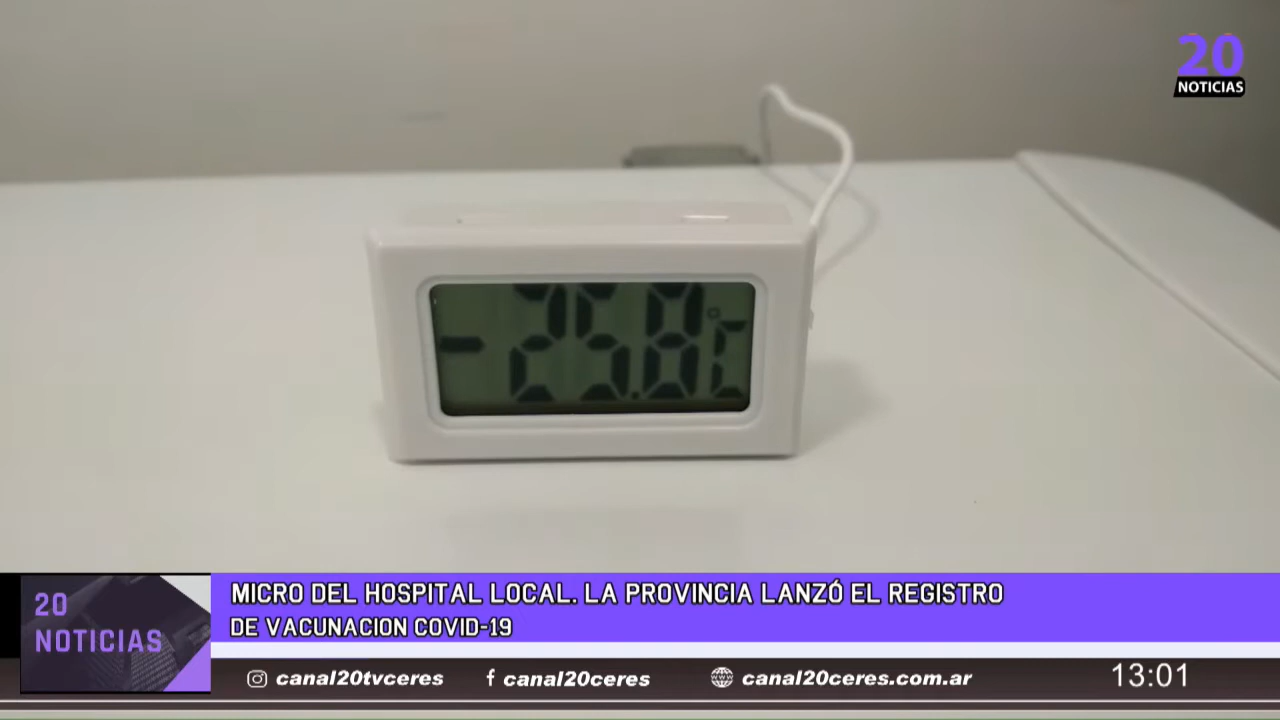 20
NOTICIAS
-25.8°C
20
NOTICIAS
MICRO DEL HOSPITAL LOCAL. LA PROVINCIA LANZÓ EL REGISTRO
DE VACUNACION COVID-19
canal20tvceres
canal20ceres
canal20ceres.com.ar
13:01